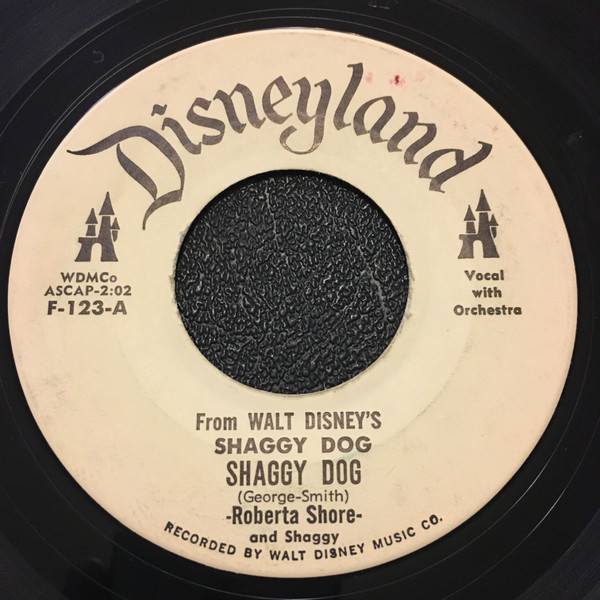 Disneyland
WDMCo
ASCAP-2:02
F-123-A
Vocal
with
Orchestra
From WALT DISNEY'S
SHAGGY DOG
SHAGGY DOG
(George-Smith)
-Roberta Shore-
and Shaggy
RECORDED BY WALT DISNEY MUSIC CO.